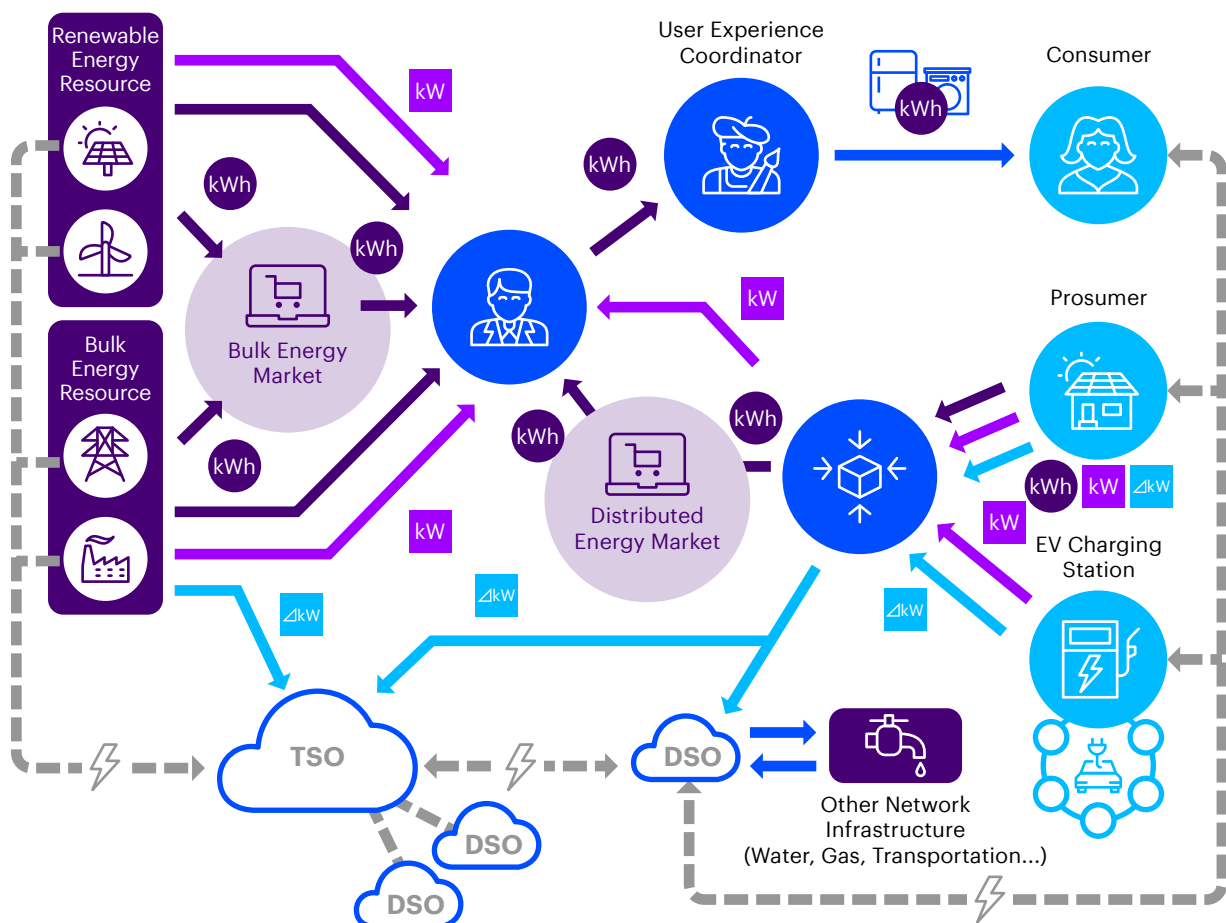 Renewable
Energy
Resource
kW
User Experience
Coordinator
kWh
Consumer
kWh
kWh
kWh
Bulk Energy
Market
Bulk
Energy
Resource
kWh
kW
Prosumer
kWh
kWh
Distributed
Energy Market
kWh
kW
⊿kW
kW
EV Charging
Station
kW
⊿kW
⊿kW
⊿kW
TSO
DSO
DSO
DSO
Other Network
Infrastructure
(Water, Gas, Transportation...)